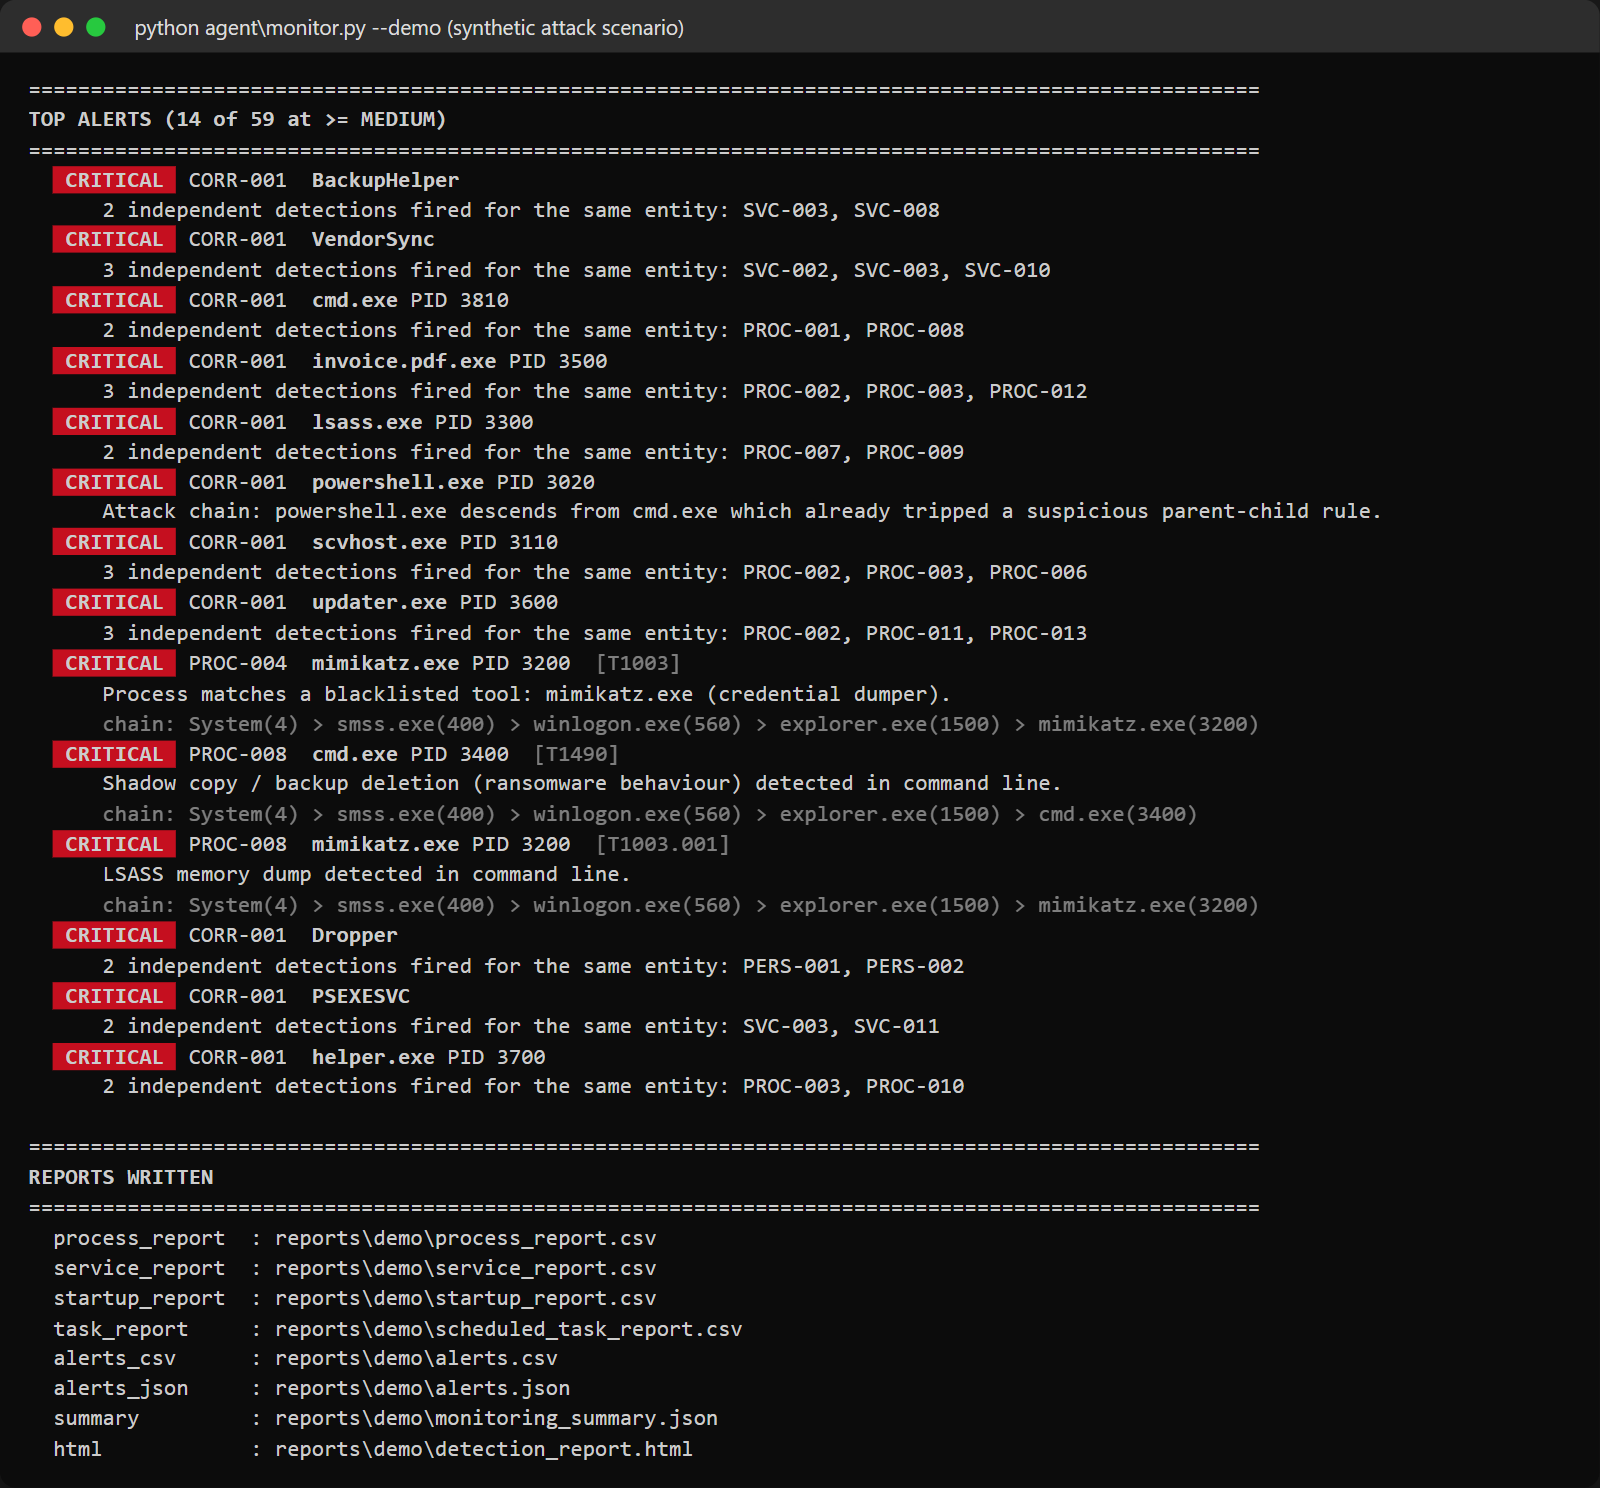 python agent\monitor.py --demo (synthetic attack scenario)
====================================================================================================
TOP ALERTS (14 of 59 at >= MEDIUM)
====================================================================================================
CRITICAL CORR-001 BackupHelper
2 independent detections fired for the same entity: SVC-003, SVC-008
CRITICAL CORR-001 VendorSync
3 independent detections fired for the same entity: SVC-002, SVC-003, SVC-010
CRITICAL CORR-001 cmd.exe PID 3810
2 independent detections fired for the same entity: PROC-001, PROC-008
CRITICAL CORR-001 invoice.pdf.exe PID 3500
3 independent detections fired for the same entity: PROC-002, PROC-003, PROC-012
CRITICAL CORR-001 lsass.exe PID 3300
2 independent detections fired for the same entity: PROC-007, PROC-009
CRITICAL CORR-001 powershell.exe PID 3020
Attack chain: powershell.exe descends from cmd.exe which already tripped a suspicious parent-child rule.
CRITICAL CORR-001 scvhost.exe PID 3110
3 independent detections fired for the same entity: PROC-002, PROC-003, PROC-006
CRITICAL CORR-001 updater.exe PID 3600
3 independent detections fired for the same entity: PROC-002, PROC-011, PROC-013
CRITICAL PROC-004 mimikatz.exe PID 3200 [T1003]
Process matches a blacklisted tool: mimikatz.exe (credential dumper).
chain: System(4) > smss.exe(400) > winlogon.exe(560) > explorer.exe(1500) > mimikatz.exe(3200)
CRITICAL PROC-008 cmd.exe PID 3400 [T1490]
Shadow copy / backup deletion (ransomware behaviour) detected in command line.
chain: System(4) > smss.exe(400) > winlogon.exe(560) > explorer.exe(1500) > cmd.exe(3400)
CRITICAL PROC-008 mimikatz.exe PID 3200 [T1003.001]
LSASS memory dump detected in command line.
chain: System(4) > smss.exe(400) > winlogon.exe(560) > explorer.exe(1500) > mimikatz.exe(3200)
CRITICAL CORR-001 Dropper
2 independent detections fired for the same entity: PERS-001, PERS-002
CRITICAL CORR-001 PSEXESVC
2 independent detections fired for the same entity: SVC-003, SVC-011
CRITICAL CORR-001 helper.exe PID 3700
2 independent detections fired for the same entity: PROC-003, PROC-010
====================================================================================================
REPORTS WRITTEN
====================================================================================================
process_report : reports\demo\process_report.csv
service_report : reports\demo\service_report.csv
startup_report : reports\demo\startup_report.csv
task_report : reports\demo\scheduled_task_report.csv
alerts_csv : reports\demo\alerts.csv
alerts_json : reports\demo\alerts.json
summary : reports\demo\monitoring_summary.json
html : reports\demo\detection_report.html